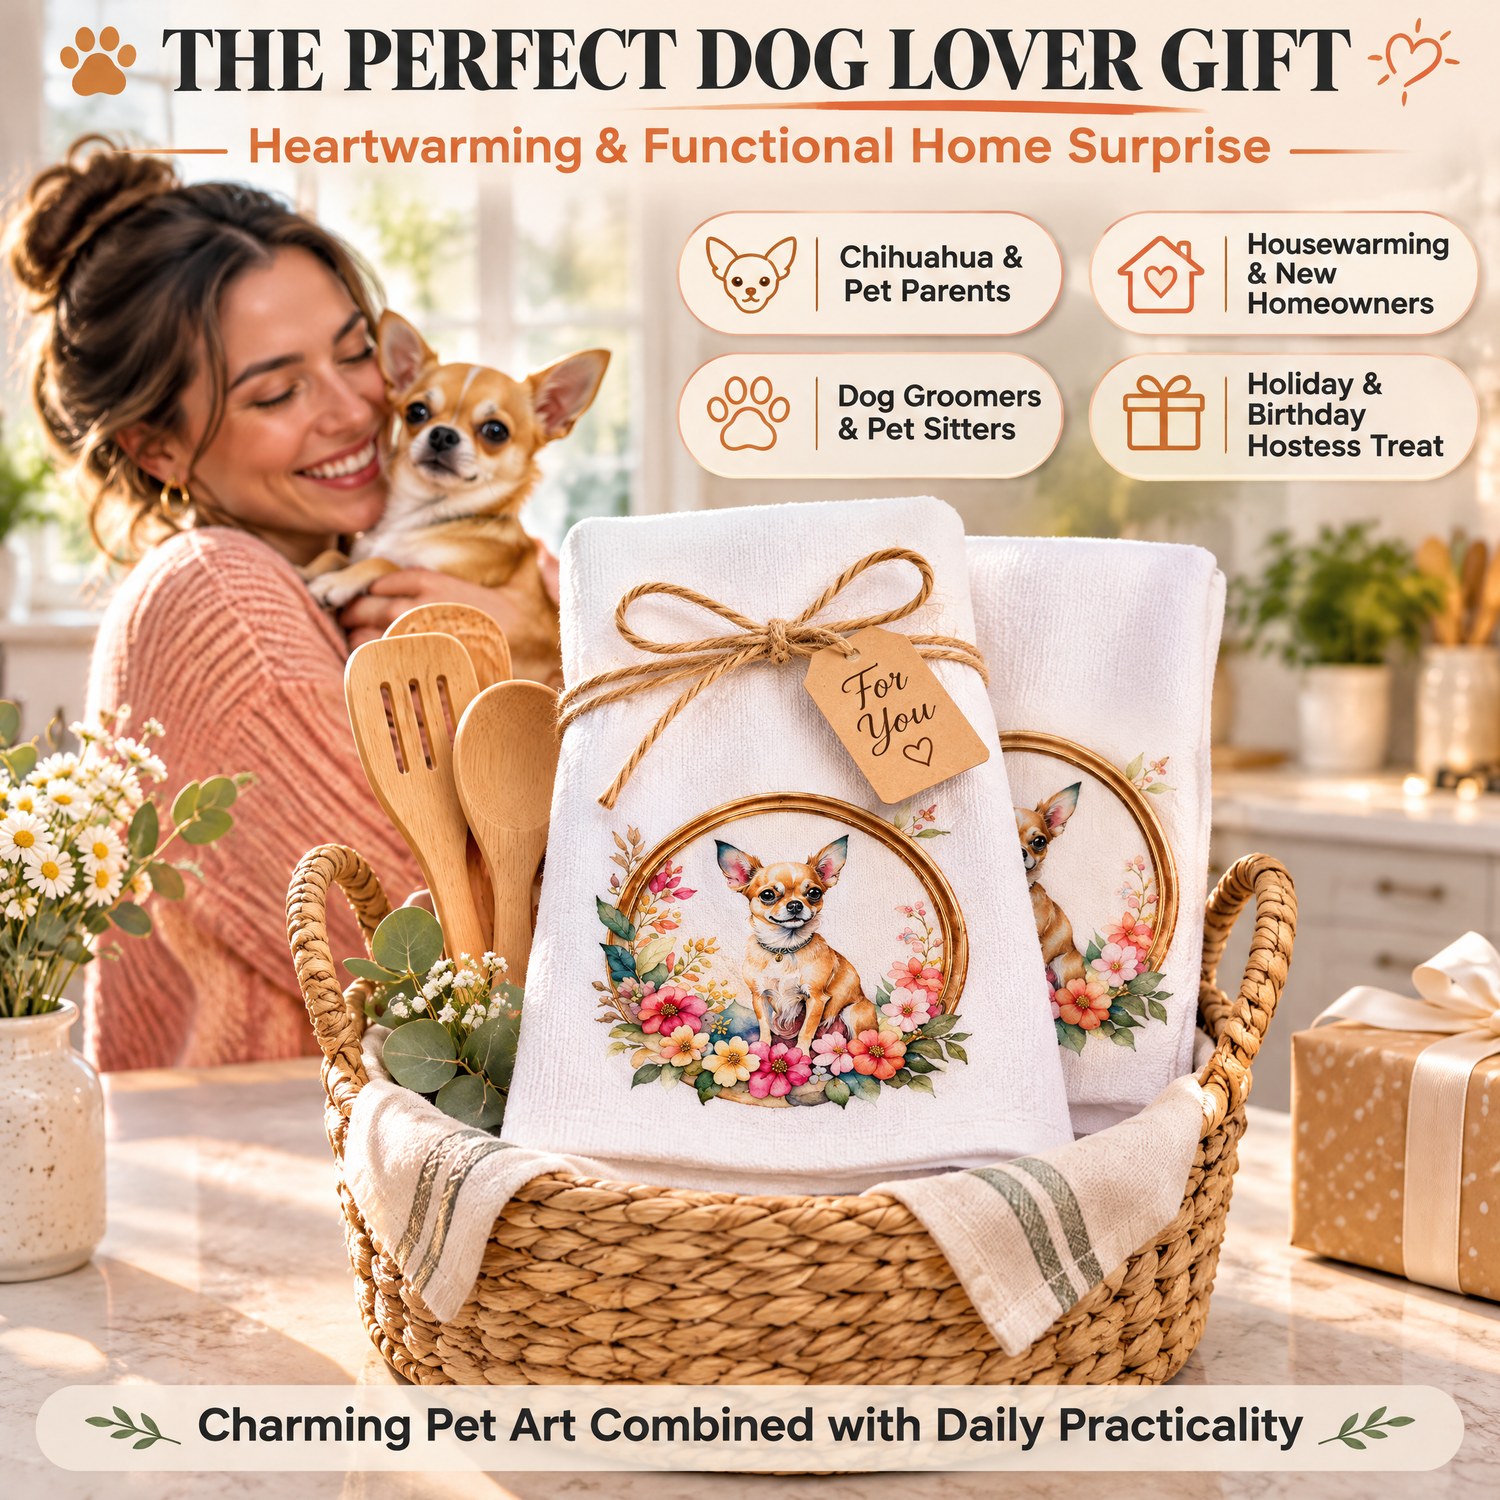 THE PERFECT DOG LOVER GIFT
Heartwarming & Functional Home Surprise
Chihuahua &
Pet Parents
Housewarming
& New
Homeowners
Dog Groomers
& Pet Sitters
Holiday &
Birthday
Hostess Treat
For
You
Charming Pet Art Combined with Daily Practicality